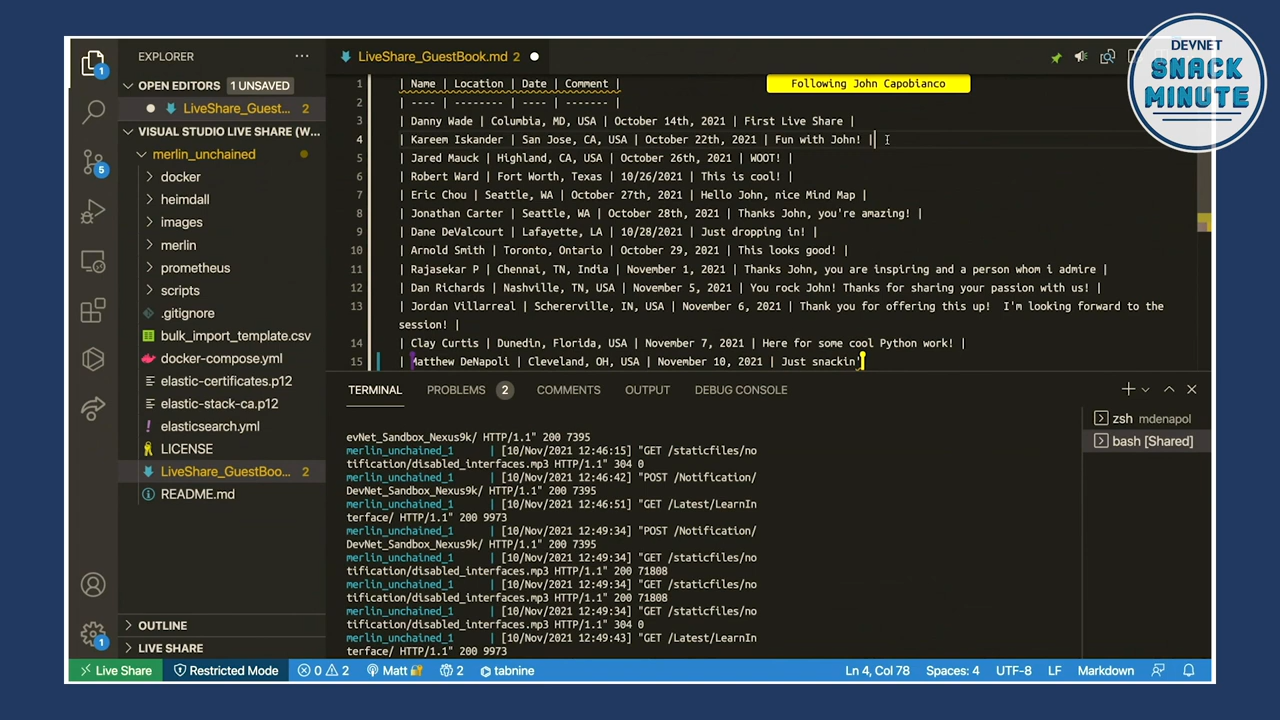 DEVNET
SNACK
MINUTE
EXPLORER
OPEN EDITORS 1 UNSAVED
LiveShare_Guest... 2
VISUAL STUDIO LIVE SHARE (W...
merlin_unchained
docker
heimdall
images
merlin
prometheus
scripts
.gitignore
bulk_import_template.csv
docker-compose.yml
elastic-certificates.p12
elastic-stack-ca.p12
elasticsearch.yml
LICENSE
LiveShare_GuestBoo... 2
README.md
OUTLINE
LIVE SHARE
1
5
1
LiveShare_GuestBook.md 2
Following John Capobianco
1 | Name | Location | Date | Comment |
2 | ---- | -------- | ---- | ------- |
3 | Danny Wade | Columbia, MD, USA | October 14th, 2021 | First Live Share |
4 | Kareem Iskander | San Jose, CA, USA | October 22th, 2021 | Fun with John! |
5 | Jared Mauck | Highland, CA, USA | October 26th, 2021 | WOOT! |
6 | Robert Ward | Fort Worth, Texas | 10/26/2021 | This is cool! |
7 | Eric Chou | Seattle, WA | October 27th, 2021 | Hello John, nice Mind Map |
8 | Jonathan Carter | Seattle, WA | October 28th, 2021 | Thanks John, you're amazing! |
9 | Dane DeValcourt | Lafayette, LA | 10/28/2021 | Just dropping in! |
10 | Arnold Smith | Toronto, Ontario | October 29, 2021 | This looks good! |
11 | Rajasekar P | Chennai, TN, India | November 1, 2021 | Thanks John, you are inspiring and a person whom i admire |
12 | Dan Richards | Nashville, TN, USA | November 5, 2021 | You rock John! Thanks for sharing your passion with us! |
13 | Jordan Villarreal | Schererville, IN, USA | November 6, 2021 | Thank you for offering this up!  I'm looking forward to the
session! |
14 | Clay Curtis | Dunedin, Florida, USA | November 7, 2021 | Here for some cool Python work! |
15 | Matthew DeNapoli | Cleveland, OH, USA | November 10, 2021 | Just snackin'
TERMINAL PROBLEMS 2 COMMENTS OUTPUT DEBUG CONSOLE
evNet_Sandbox_Nexus9k/ HTTP/1.1" 200 7395
merlin_unchained_1 | [10/Nov/2021 12:46:15] "GET /staticfiles/no
tification/disabled_interfaces.mp3 HTTP/1.1" 304 0
merlin_unchained_1 | [10/Nov/2021 12:46:42] "POST /Notification/
DevNet_Sandbox_Nexus9k/ HTTP/1.1" 200 7395
merlin_unchained_1 | [10/Nov/2021 12:46:51] "GET /Latest/LearnIn
terface/ HTTP/1.1" 200 9973
merlin_unchained_1 | [10/Nov/2021 12:49:34] "POST /Notification/
DevNet_Sandbox_Nexus9k/ HTTP/1.1" 200 7395
merlin_unchained_1 | [10/Nov/2021 12:49:34] "GET /staticfiles/no
tification/disabled_interfaces.mp3 HTTP/1.1" 200 71808
merlin_unchained_1 | [10/Nov/2021 12:49:34] "GET /staticfiles/no
tification/disabled_interfaces.mp3 HTTP/1.1" 200 71808
merlin_unchained_1 | [10/Nov/2021 12:49:34] "GET /staticfiles/no
tification/disabled_interfaces.mp3 HTTP/1.1" 304 0
merlin_unchained_1 | [10/Nov/2021 12:49:43] "GET /Latest/LearnIn
terface/ HTTP/1.1" 200 9973
zsh mdenapol
bash [Shared]
Live Share Restricted Mode 0 2 Matt 2 tabnine Ln 4, Col 78 Spaces: 4 UTF-8 LF Markdown